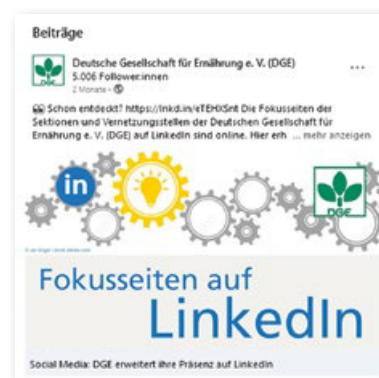 Beiträge
Deutsche Gesellschaft für Ernährung e. V. (DGE)
5.006 Follower:innen
2 Monate •
Schon entdeckt? https://lnkd.in/eTEHXSnt Die Fokusseiten der
Sektionen und Vernetzungsstellen der Deutschen Gesellschaft für
Ernährung e. V. (DGE) auf LinkedIn sind online. Hier erh ... mehr anzeigen
in
DGE
Fokusseiten auf
LinkedIn
Social Media: DGE erweitert ihre Präsenz auf LinkedIn